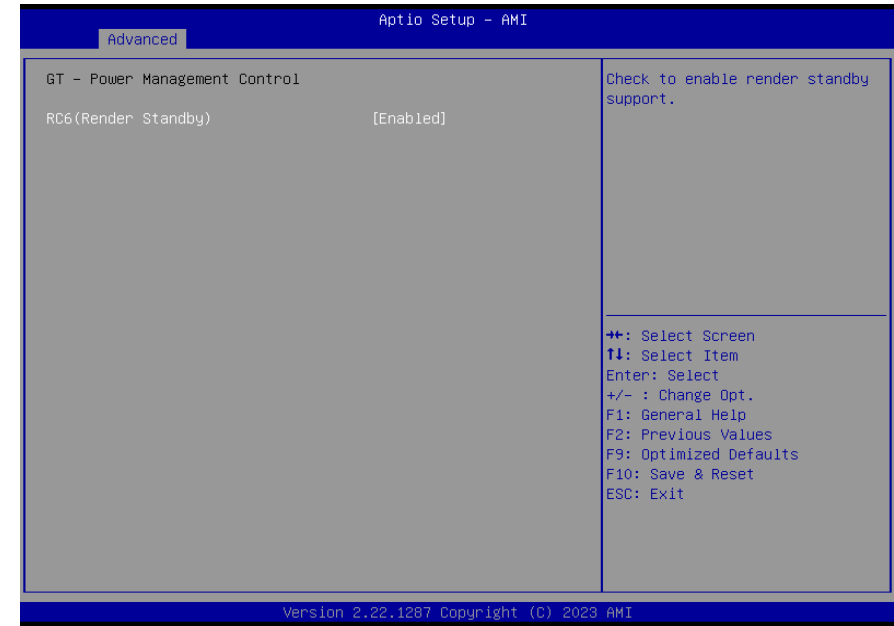 Aptio Setup – AMI
Advanced
GT – Power Management Control
RC6(Render Standby) [Enabled]
Check to enable render standby
support.
→←: Select Screen
↑↓: Select Item
Enter: Select
+/- : Change Opt.
F1: General Help
F2: Previous Values
F9: Optimized Defaults
F10: Save & Reset
ESC: Exit
Version 2.22.1287 Copyright (C) 2023 AMI